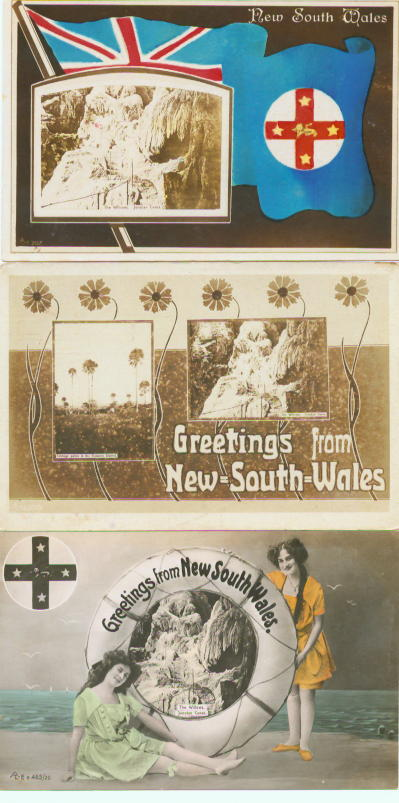 New South Wales
The Willows, Jenolan Caves
Greetings from
New=South=Wales
Greetings from New South Wales.
The Willows,
Jenolan Caves.